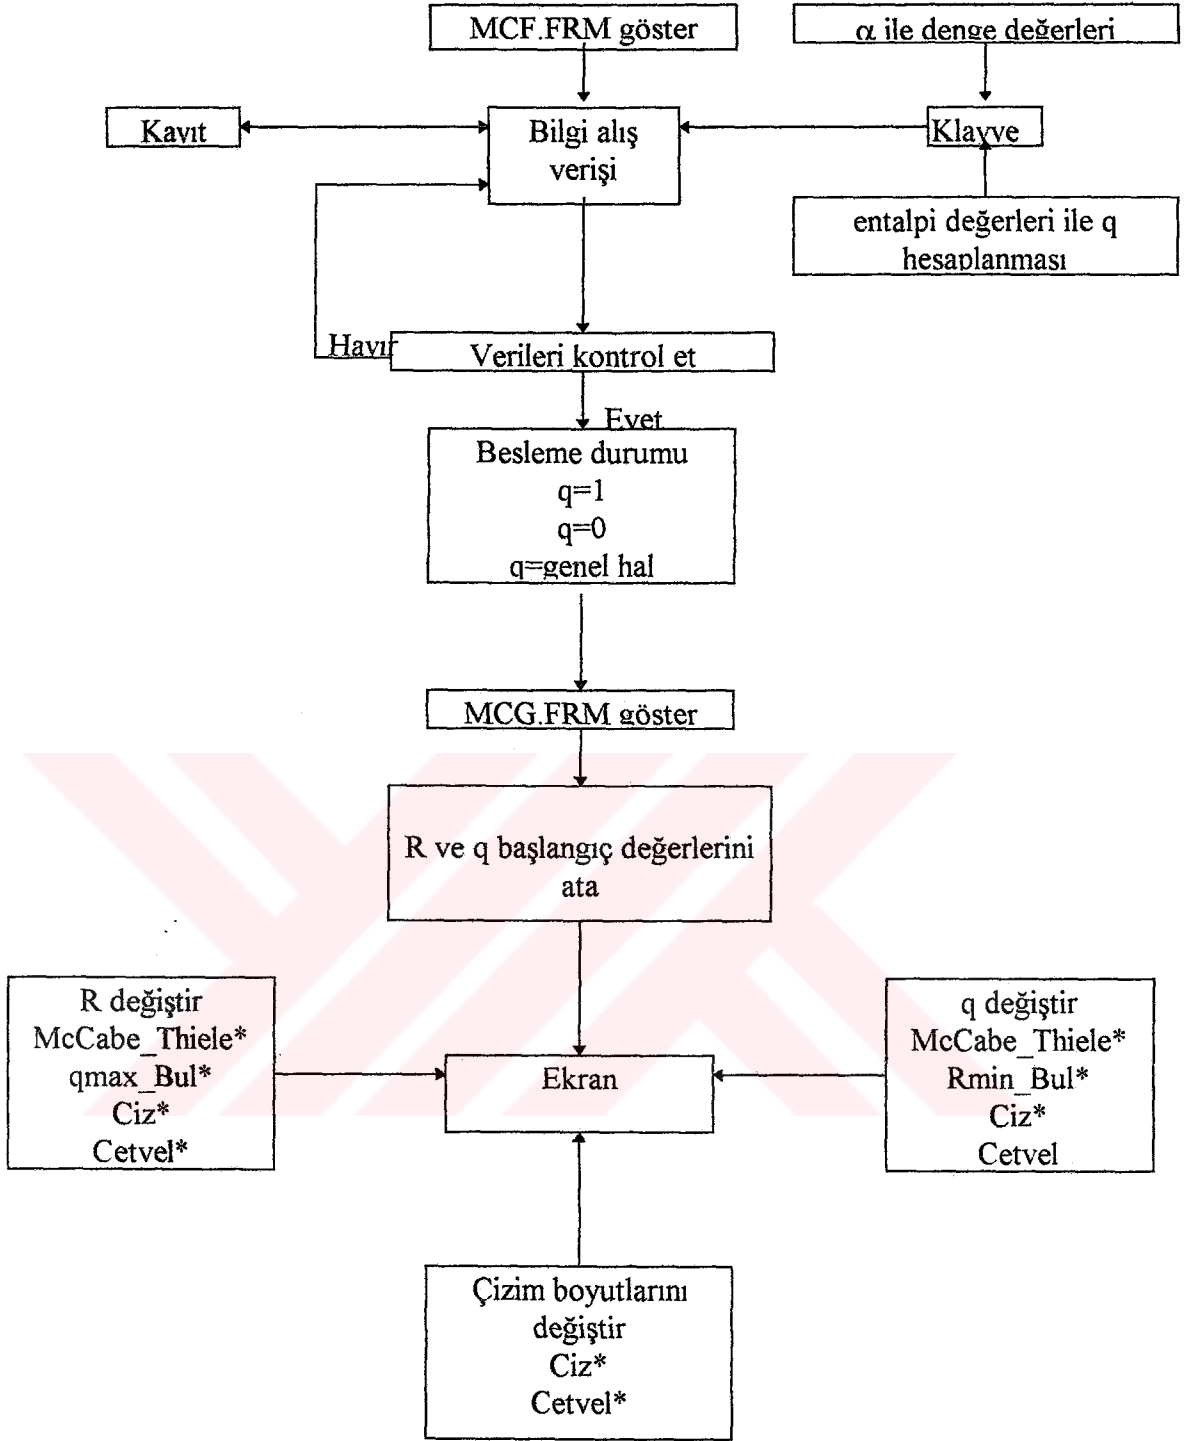 MCF.FRM göster
α ile denge değerleri
Kayıt
Bilgi alış
verişi
Klavye
entalpi değerleri ile q
hesaplanması
Hayır
Verileri kontrol et
Evet
Besleme durumu
q=1
q=0
q=genel hal
MCG.FRM göster
R ve q başlangıç değerlerini
ata
R değiştir
McCabe_Thiele*
qmax_Bul*
Ciz*
Cetvel*
Ekran
q değiştir
McCabe_Thiele*
Rmin_Bul*
Ciz*
Cetvel
Çizim boyutlarını
değiştir
Ciz*
Cetvel*